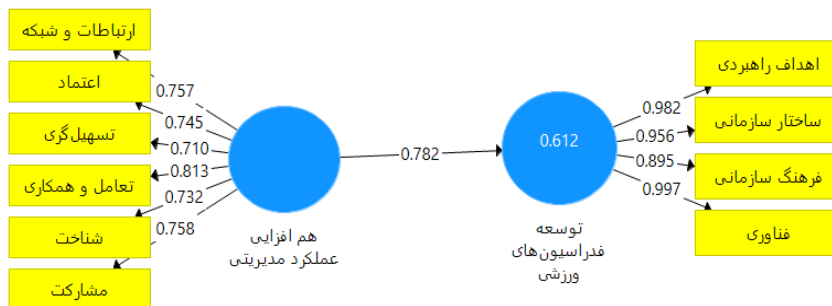 ارتباطات و شبکه
اعتماد
تسهیل‌گری
تعامل و همکاری
شناخت
مشارکت
0.757
0.745
0.710
0.813
0.732
0.758
هم افزایی
عملکرد مدیریتی
0.782
0.612
توسعه
فدراسیون‌های
ورزشی
0.982
0.956
0.895
0.997
اهداف راهبردی
ساختار سازمانی
فرهنگ سازمانی
فناوری